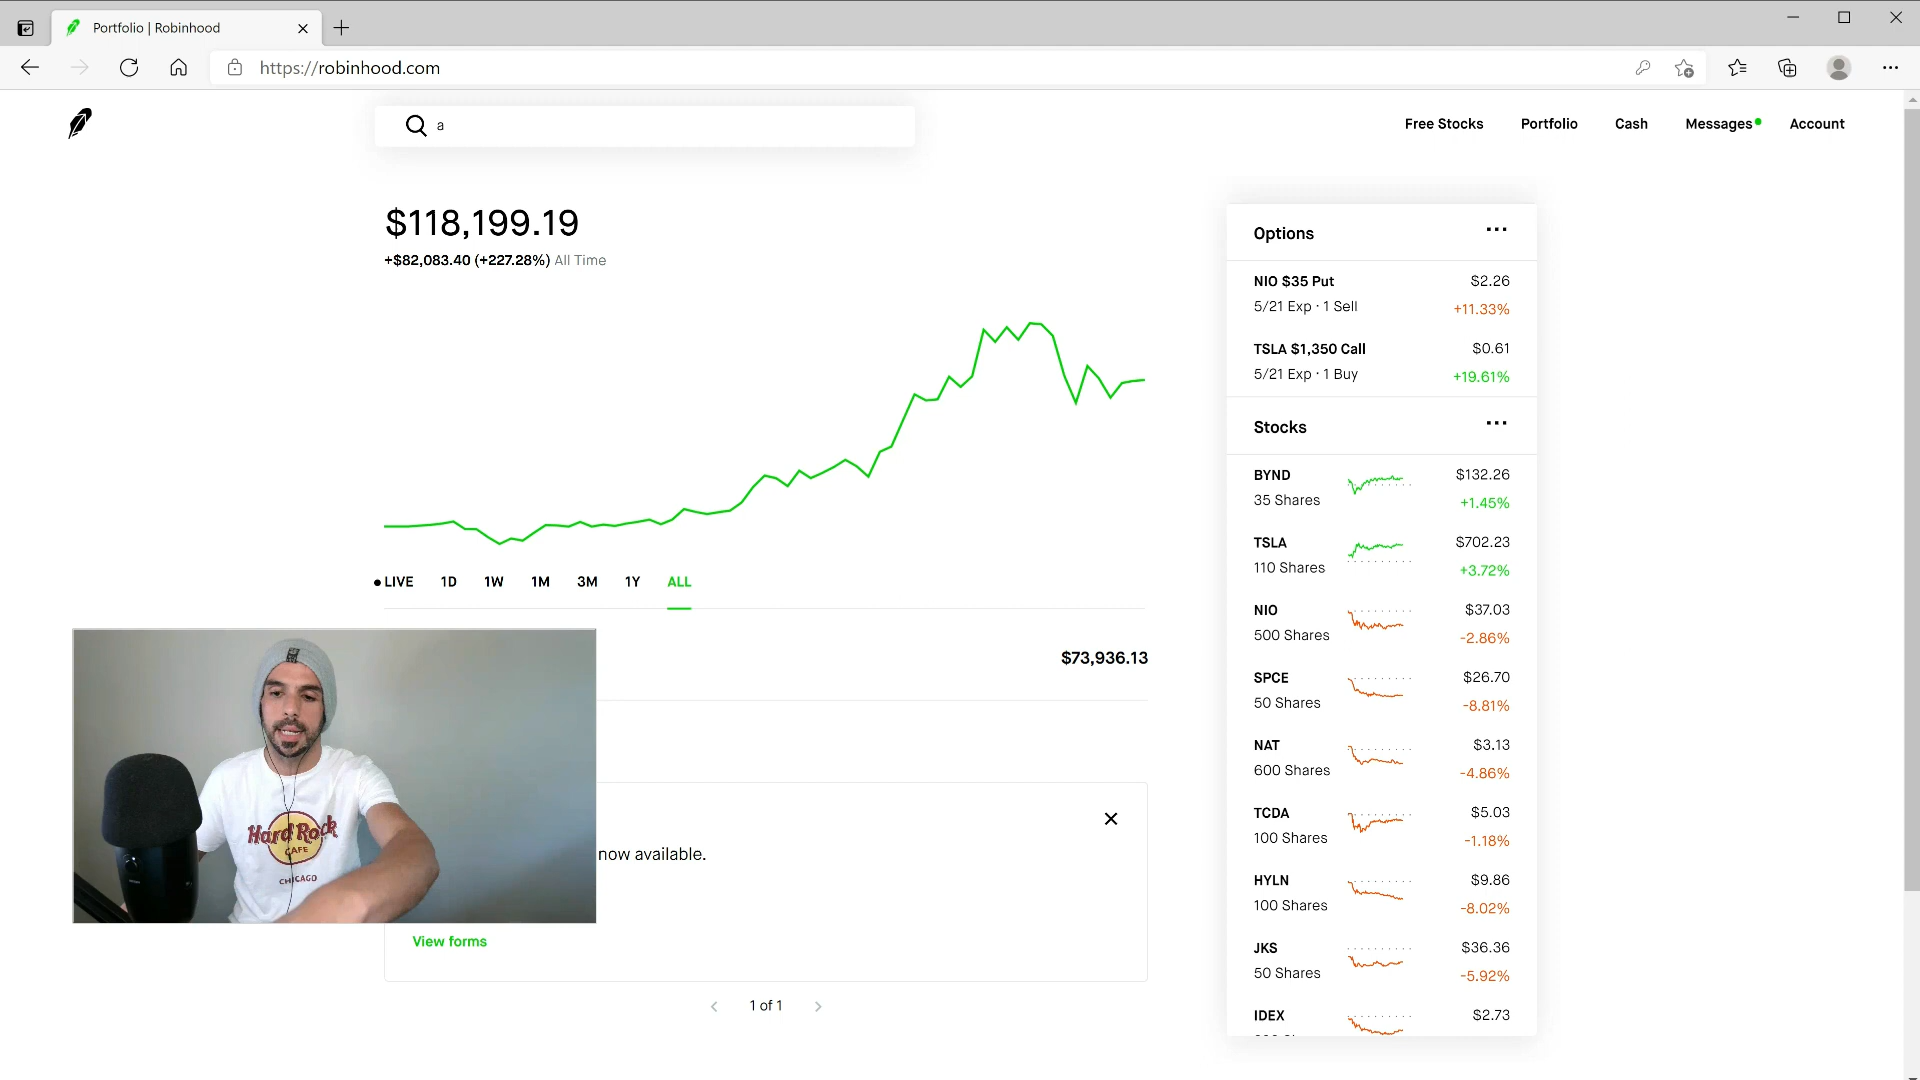 Portfolio | Robinhood
https://robinhood.com
a
Free Stocks Portfolio Cash Messages Account
$118,199.19
+$82,083.40 (+227.28%) All Time
LIVE 1D 1W 1M 3M 1Y ALL
$73,936.13
now available.
View forms
1 of 1
Hard Rock
CAFE
CHICAGO
Options
NIO $35 Put $2.26
5/21 Exp · 1 Sell +11.33%
TSLA $1,350 Call $0.61
5/21 Exp · 1 Buy +19.61%
Stocks
BYND $132.26
35 Shares +1.45%
TSLA $702.23
110 Shares +3.72%
NIO $37.03
500 Shares -2.86%
SPCE $26.70
50 Shares -8.81%
NAT $3.13
600 Shares -4.86%
TCDA $5.03
100 Shares -1.18%
HYLN $9.86
100 Shares -8.02%
JKS $36.36
50 Shares -5.92%
IDEX $2.73